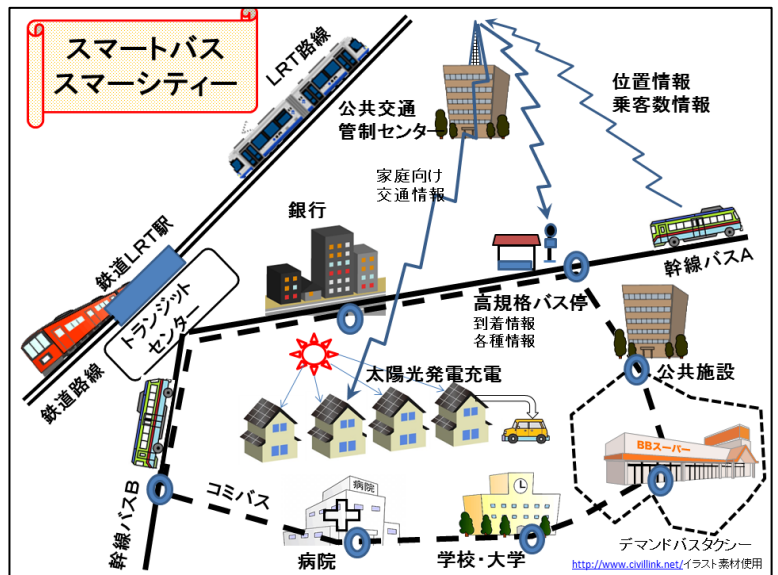 スマートバス
スマーシティー
LRT路線
公共交通
管制センター
位置情報
乗客数情報
家庭向け
交通情報
銀行
鉄道LRT駅
トランジット
センター
幹線バスA
高規格バス停
到着情報
各種情報
鉄道路線
太陽光発電充電
公共施設
BBスーパー
幹線バスB
コミバス
病院
病院
学校・大学
デマンドバスタクシー
http://www.civillink.net/イラスト素材使用